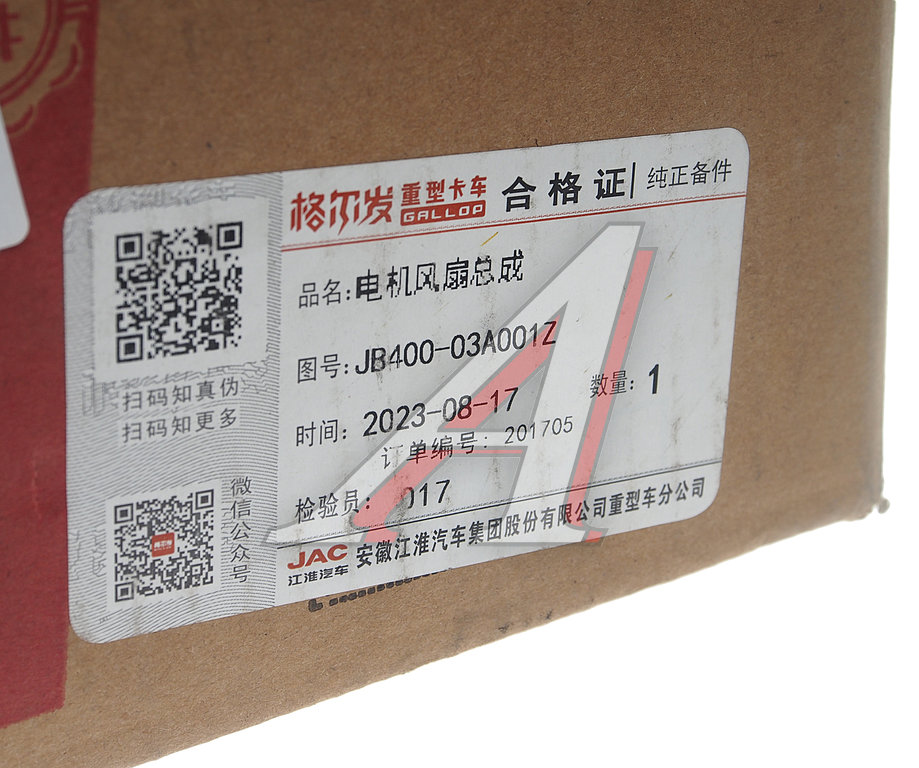 格尔发 重型卡车 GALLOP 合格证 | 纯正备件
品名: 电机风扇总成
图号: JB400-03A001Z
数量: 1
时间: 2023-08-17
订单编号: 201705
检验员: 017
JAC 江淮汽车 安徽江淮汽车集团股份有限公司重型车分公司
扫码知真伪
扫码知更多
微信公众号
A